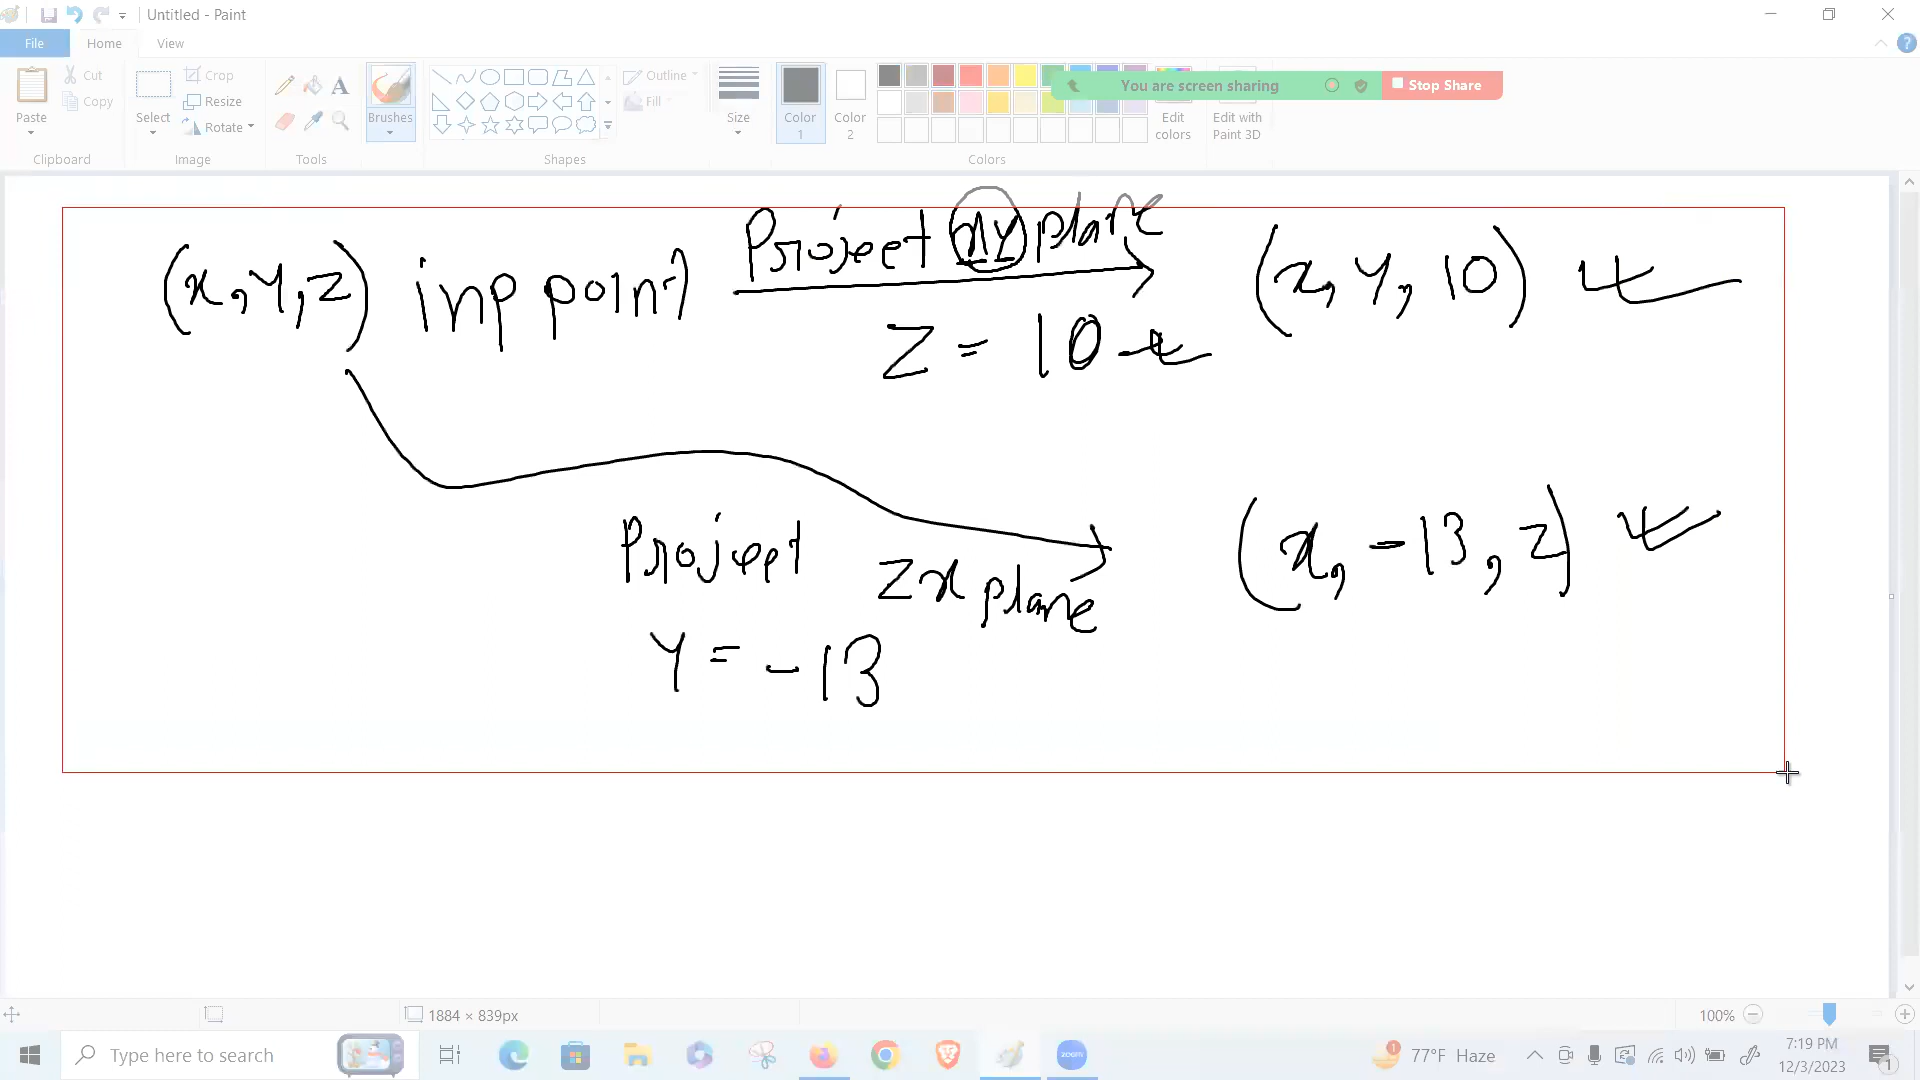 Untitled - Paint
File Home View
Paste
Cut
Copy
Clipboard
Select
Crop
Resize
Rotate
Image
Tools
Brushes
Shapes
Outline
Fill
Size
Color 1
Color 2
Colors
Edit colors
Edit with Paint 3D
You are screen sharing
Stop Share
Project xy plane
(x, y, z) inp point
(x, y, 10)
z = 10
Project
zx plane
(x, -13, z)
y = -13
1884 × 839px
100%
Type here to search
zoom
1
77°F Haze
7:19 PM
12/3/2023
1